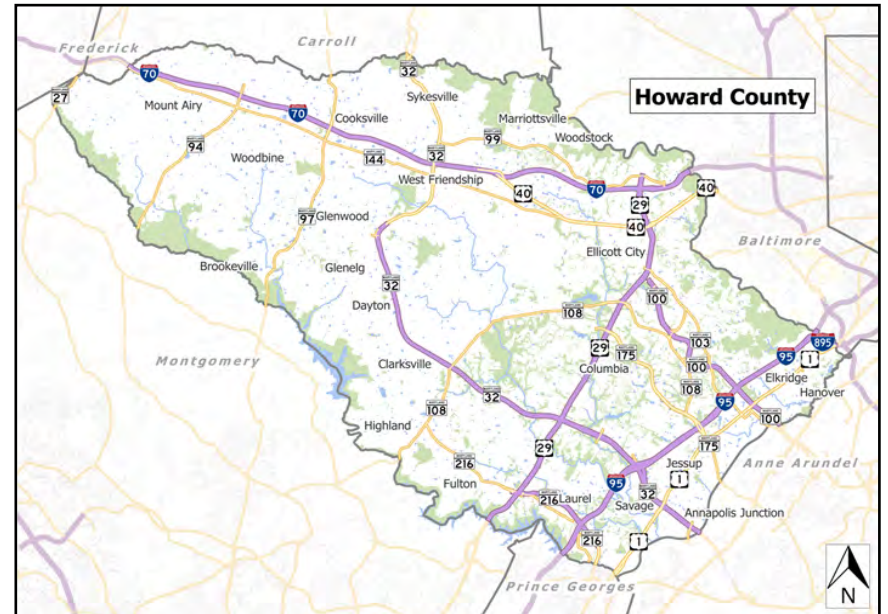 Frederick
Carroll
70
32
27
Mount Airy
Sykesville
Howard County
70
Cooksville
Marriottsville
94
99
Woodstock
Woodbine
144
32
West Friendship
40
70
40
29
97
Glenwood
40
Baltimore
Ellicott City
Brookeville
Glenelg
32
100
Dayton
108
103
895
Montgomery
29
175
95
1
Clarksville
Columbia
100
Elkridge
108
Hanover
32
95
108
100
Highland
29
175
216
Jessup
Anne Arundel
Fulton
95
1
216
Laurel
32
Savage
Annapolis Junction
216
1
Prince Georges
N